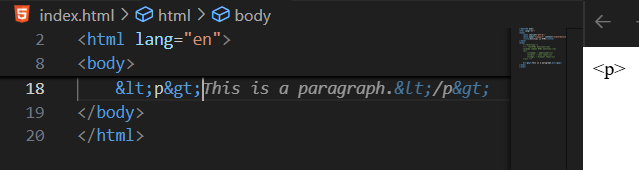 index.html > html > body
2 <html lang="en">
8 <body>
18 &lt;p&gt;This is a paragraph.&lt;/p&gt;
19 </body>
20 </html>
<p>